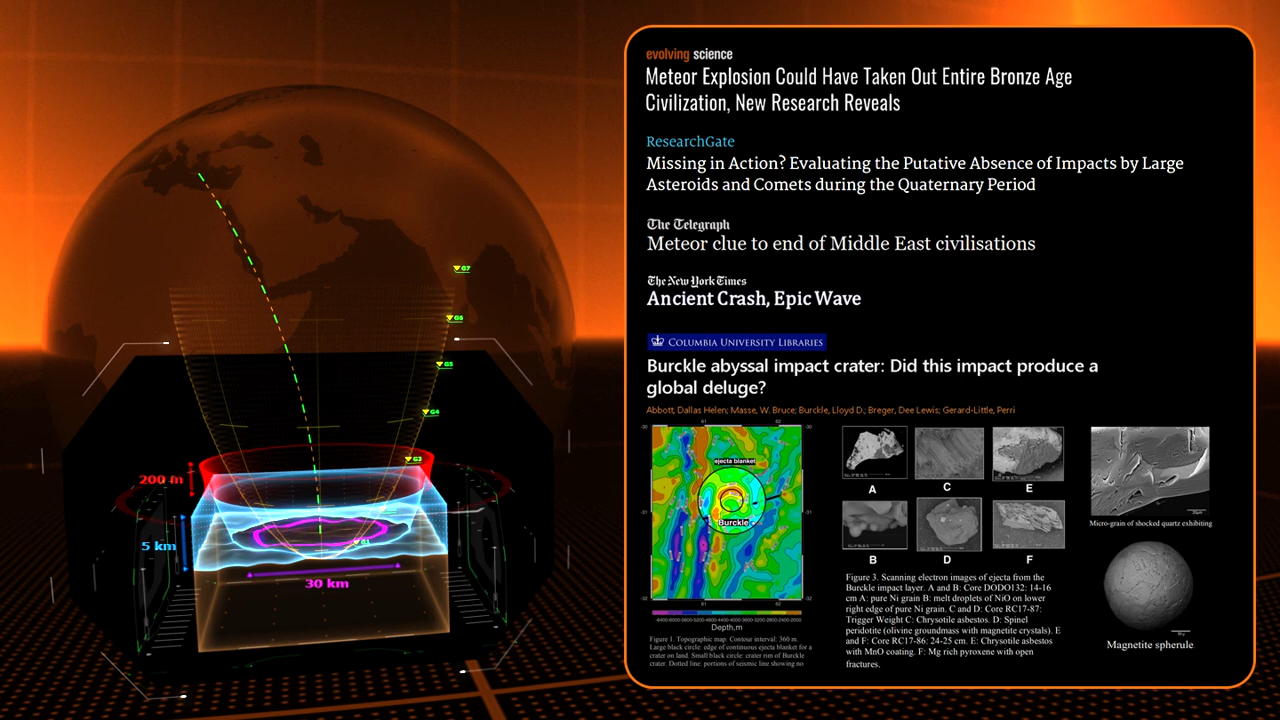 G7
G6
G5
G4
G3
200 m
5 km
30 km
evolving science
Meteor Explosion Could Have Taken Out Entire Bronze Age
Civilization, New Research Reveals
ResearchGate
Missing in Action? Evaluating the Putative Absence of Impacts by Large
Asteroids and Comets during the Quaternary Period
The Telegraph
Meteor clue to end of Middle East civilisations
The New York Times
Ancient Crash, Epic Wave
COLUMBIA UNIVERSITY LIBRARIES
Burckle abyssal impact crater: Did this impact produce a
global deluge?
Abbott, Dallas Helen; Masse, W. Bruce; Burckle, Lloyd D.; Breger, Dee Lewis; Gerard-Little, Perri
61 62
-30 -30
ejecta blanket
-31 -31
Burckle
-32 -32
61 62
Depth,m
Figure 1. Topographic map. Contour interval: 360 m.
Large black circle: edge of continuous ejecta blanket for a
crater on land. Small black circle: crater rim of Burckle
crater. Dotted line: portions of seismic line showing no
A
C
E
B
D
F
Figure 3. Scanning electron images of ejecta from the
Burckle impact layer. A and B: Core DODO132: 14-16
cm A: pure Ni grain B: melt droplets of NiO on lower
right edge of pure Ni grain. C and D: Core RC17-87:
Trigger Weight C: Chrysotile asbestos. D: Spinel
peridotite (olivine groundmass with magnetite crystals). E
and F: Core RC17-86: 24-25 cm. E: Chrysotile asbestos
with MnO coating. F: Mg rich pyroxene with open
fractures.
Micro-grain of shocked quartz exhibiting
Magnetite spherule